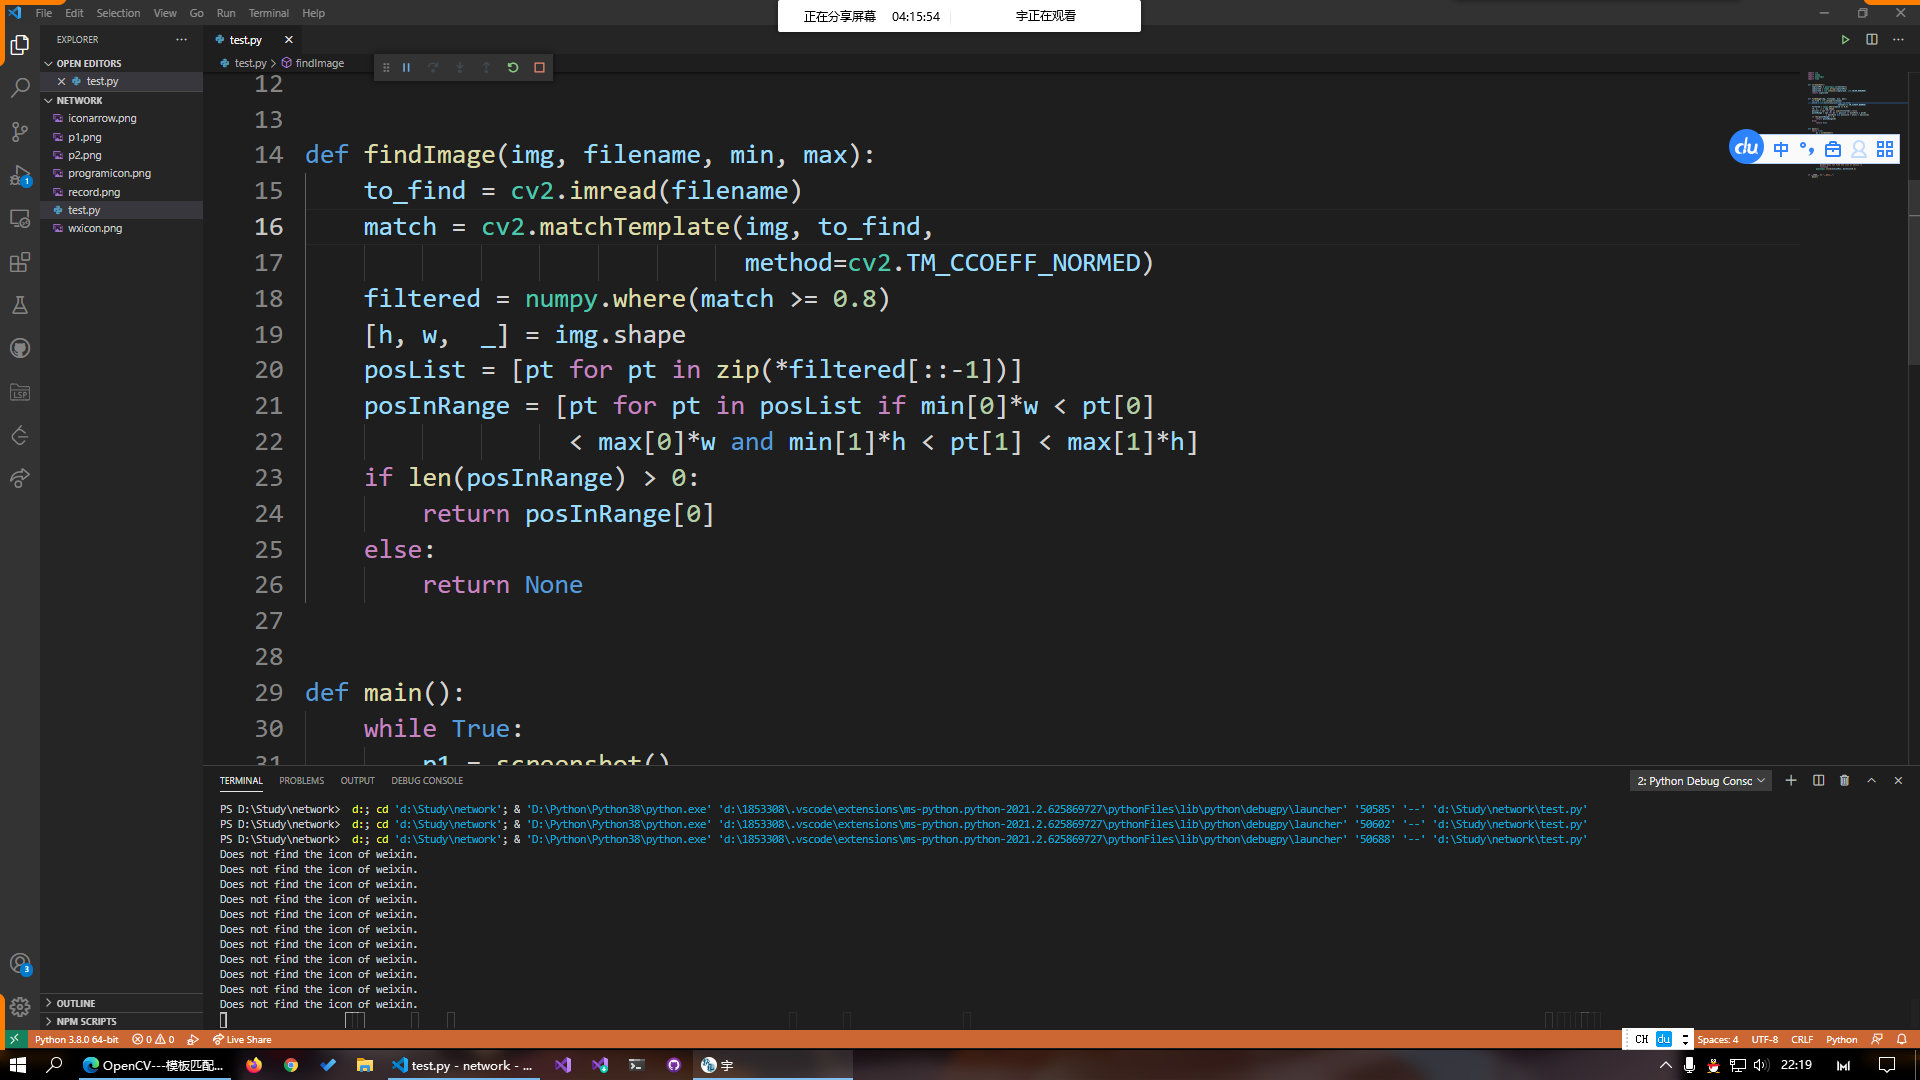 File Edit Selection View Go Run Terminal Help
正在分享屏幕 04:15:54 宇正在观看
EXPLORER
test.py
OPEN EDITORS
test.py
test.py > findImage
NETWORK
iconarrow.png
p1.png
p2.png
programicon.png
record.png
test.py
wxicon.png
LSP
1
12
13
14 def findImage(img, filename, min, max):
15 to_find = cv2.imread(filename)
16 match = cv2.matchTemplate(img, to_find,
17 method=cv2.TM_CCOEFF_NORMED)
18 filtered = numpy.where(match >= 0.8)
19 [h, w, _] = img.shape
20 posList = [pt for pt in zip(*filtered[::-1])]
21 posInRange = [pt for pt in posList if min[0]*w < pt[0]
22 < max[0]*w and min[1]*h < pt[1] < max[1]*h]
23 if len(posInRange) > 0:
24 return posInRange[0]
25 else:
26 return None
27
28
29 def main():
30 while True:
31 p1 = screenshot()
du 中 °,
TERMINAL PROBLEMS OUTPUT DEBUG CONSOLE
2: Python Debug Consc
PS D:\Study\network> d:; cd 'd:\Study\network'; & 'D:\Python\Python38\python.exe' 'd:\1853308\.vscode\extensions\ms-python.python-2021.2.625869727\pythonFiles\lib\python\debugpy\launcher' '50585' '--' 'd:\Study\network\test.py'
PS D:\Study\network> d:; cd 'd:\Study\network'; & 'D:\Python\Python38\python.exe' 'd:\1853308\.vscode\extensions\ms-python.python-2021.2.625869727\pythonFiles\lib\python\debugpy\launcher' '50602' '--' 'd:\Study\network\test.py'
PS D:\Study\network> d:; cd 'd:\Study\network'; & 'D:\Python\Python38\python.exe' 'd:\1853308\.vscode\extensions\ms-python.python-2021.2.625869727\pythonFiles\lib\python\debugpy\launcher' '50688' '--' 'd:\Study\network\test.py'
Does not find the icon of weixin.
Does not find the icon of weixin.
Does not find the icon of weixin.
Does not find the icon of weixin.
Does not find the icon of weixin.
Does not find the icon of weixin.
Does not find the icon of weixin.
Does not find the icon of weixin.
Does not find the icon of weixin.
Does not find the icon of weixin.
Does not find the icon of weixin.
3
OUTLINE
NPM SCRIPTS
Python 3.8.0 64-bit 0 0 Live Share
CH du Spaces: 4 UTF-8 CRLF Python
OpenCV---模板匹配... test.py - network - ... 宇 22:19